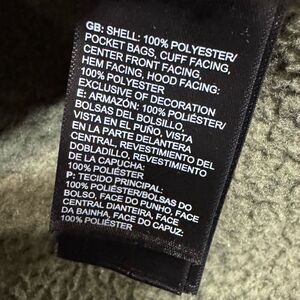 GB: SHELL: 100% POLYESTER/
POCKET BAGS, CUFF FACING,
CENTER FRONT FACING,
HEM FACING, HOOD FACING:
100% POLYESTER
EXCLUSIVE OF DECORATION
E: ARMAZÓN: 100% POLIÉSTER/
BOLSAS DEL BOLSILLO,
VISTA EN EL PUÑO, VISTA
EN LA PARTE DELANTERA
CENTRAL, REVESTIMIENTO DEL
DOBLADILLO, REVESTIMIENTO
DE LA CAPUCHA:
100% POLIÉSTER
P: TECIDO PRINCIPAL:
100% POLIÉSTER/BOLSAS DO
BOLSO, FACE DO PUNHO, FACE
CENTRAL DIANTEIRA, FACE
DA BAINHA, FACE DO CAPUZ:
100% POLIÉSTER